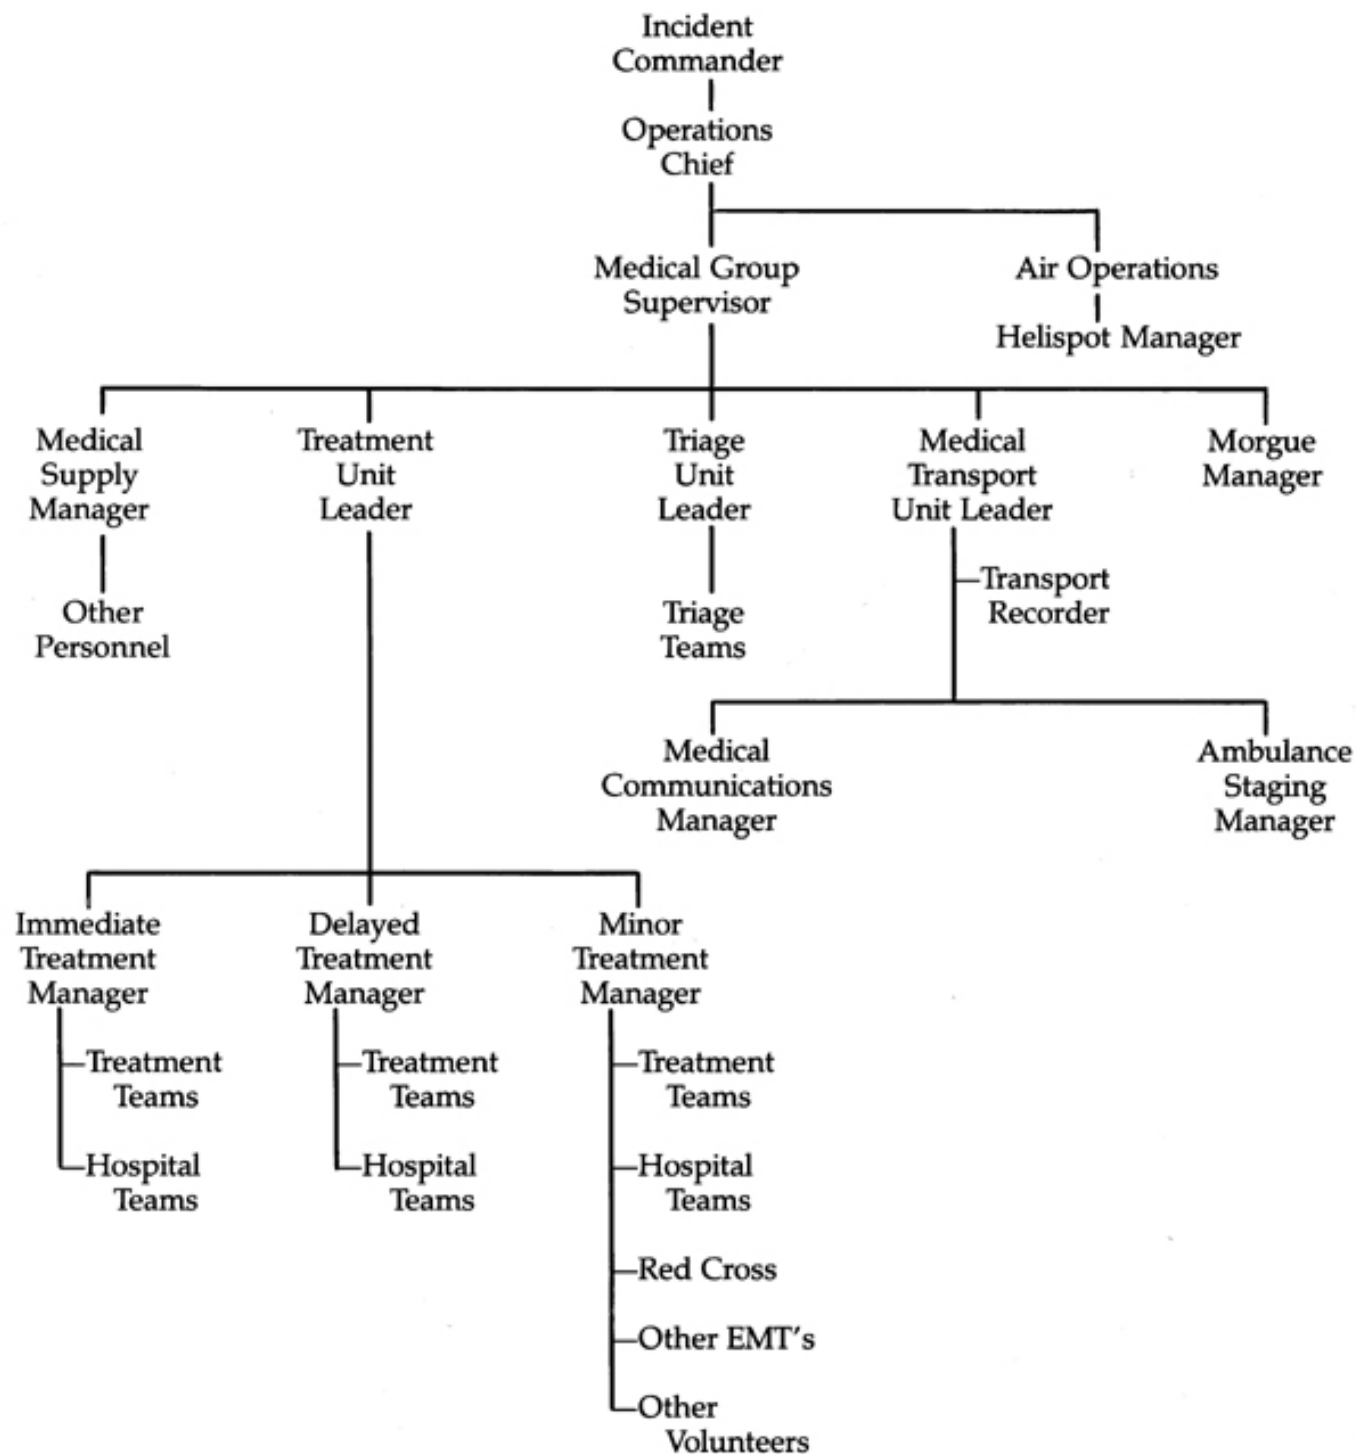 Incident
Commander
Operations
Chief
Medical Group
Supervisor
Air Operations
Helispot Manager
Medical
Supply
Manager
Treatment
Unit
Leader
Triage
Unit
Leader
Medical
Transport
Unit Leader
Morgue
Manager
Other
Personnel
Triage
Teams
Transport
Recorder
Medical
Communications
Manager
Ambulance
Staging
Manager
Immediate
Treatment
Manager
Delayed
Treatment
Manager
Minor
Treatment
Manager
Treatment
Teams
Hospital
Teams
Treatment
Teams
Hospital
Teams
Treatment
Teams
Hospital
Teams
Red Cross
Other EMT's
Other
Volunteers